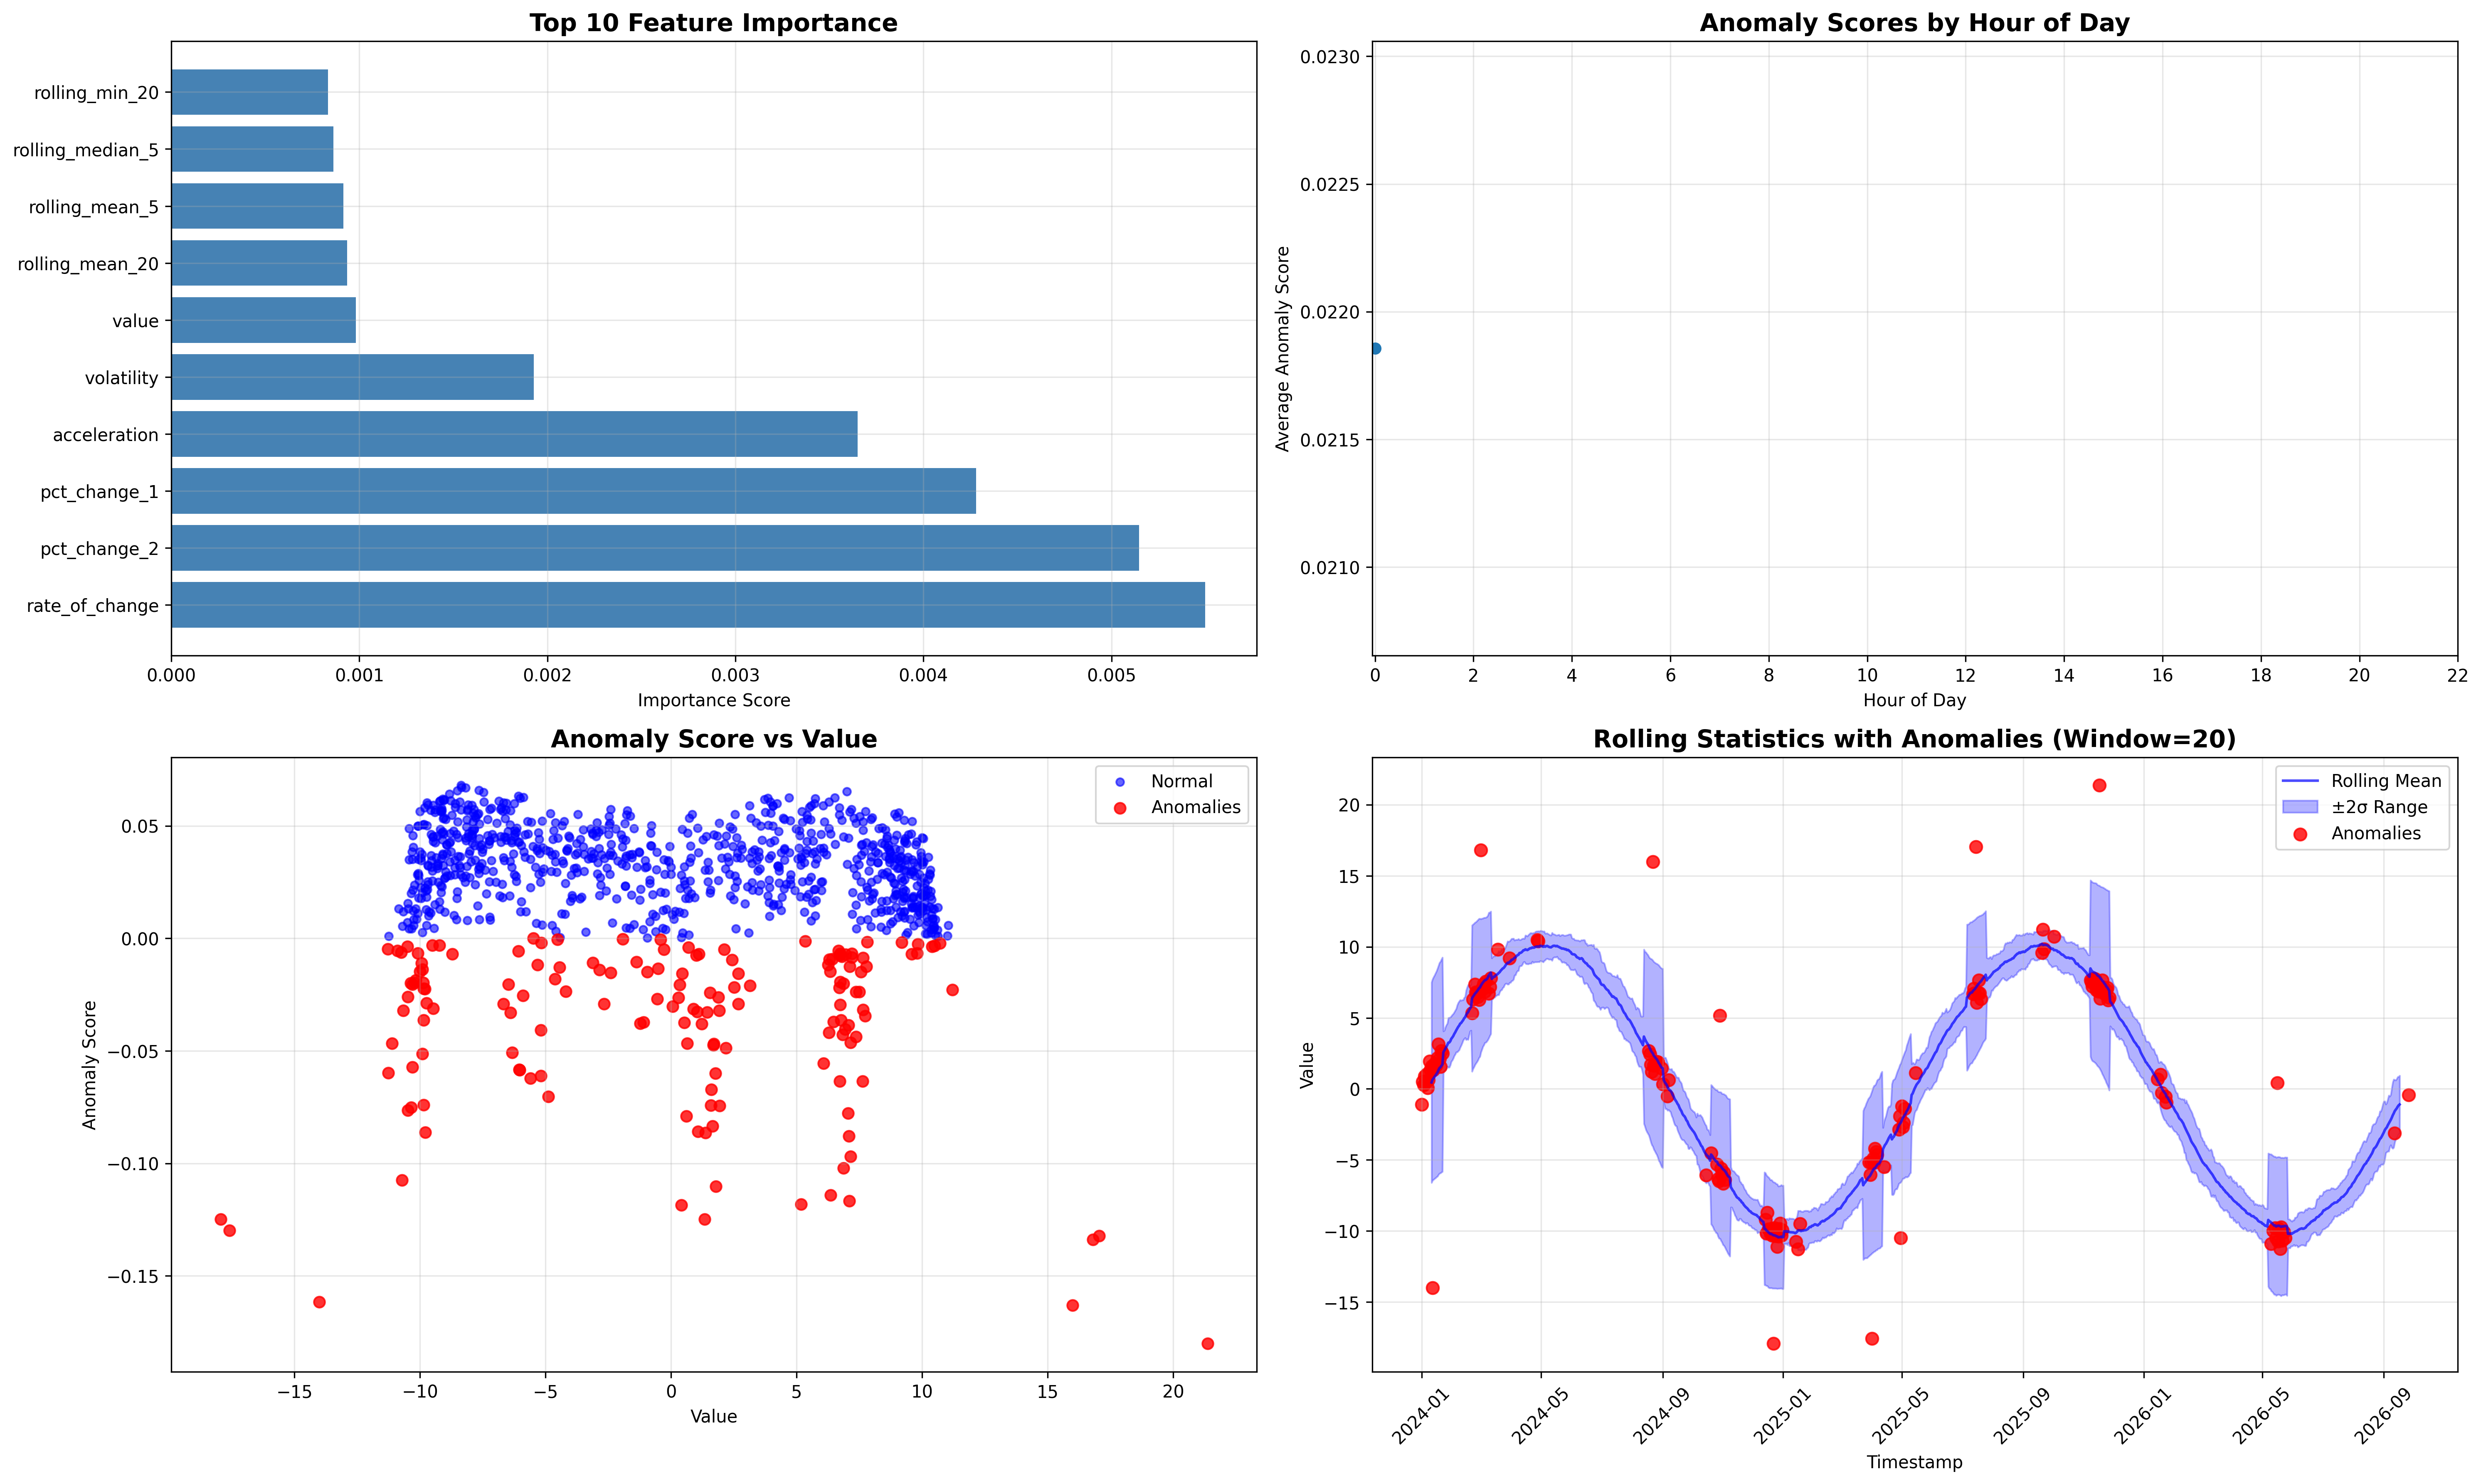 Top 10 Feature Importance
rolling_min_20
rolling_median_5
rolling_mean_5
rolling_mean_20
value
volatility
acceleration
pct_change_1
pct_change_2
rate_of_change
0.000 0.001 0.002 0.003 0.004 0.005
Importance Score
Anomaly Scores by Hour of Day
Average Anomaly Score
0.0230
0.0225
0.0220
0.0215
0.0210
0 2 4 6 8 10 12 14 16 18 20 22
Hour of Day
Anomaly Score vs Value
Normal
Anomalies
Anomaly Score
0.05
0.00
−0.05
−0.10
−0.15
−15 −10 −5 0 5 10 15 20
Value
Rolling Statistics with Anomalies (Window=20)
Rolling Mean
±2σ Range
Anomalies
Value
20
15
10
5
0
−5
−10
−15
2024-01 2024-05 2024-09 2025-01 2025-05 2025-09 2026-01 2026-05 2026-09
Timestamp